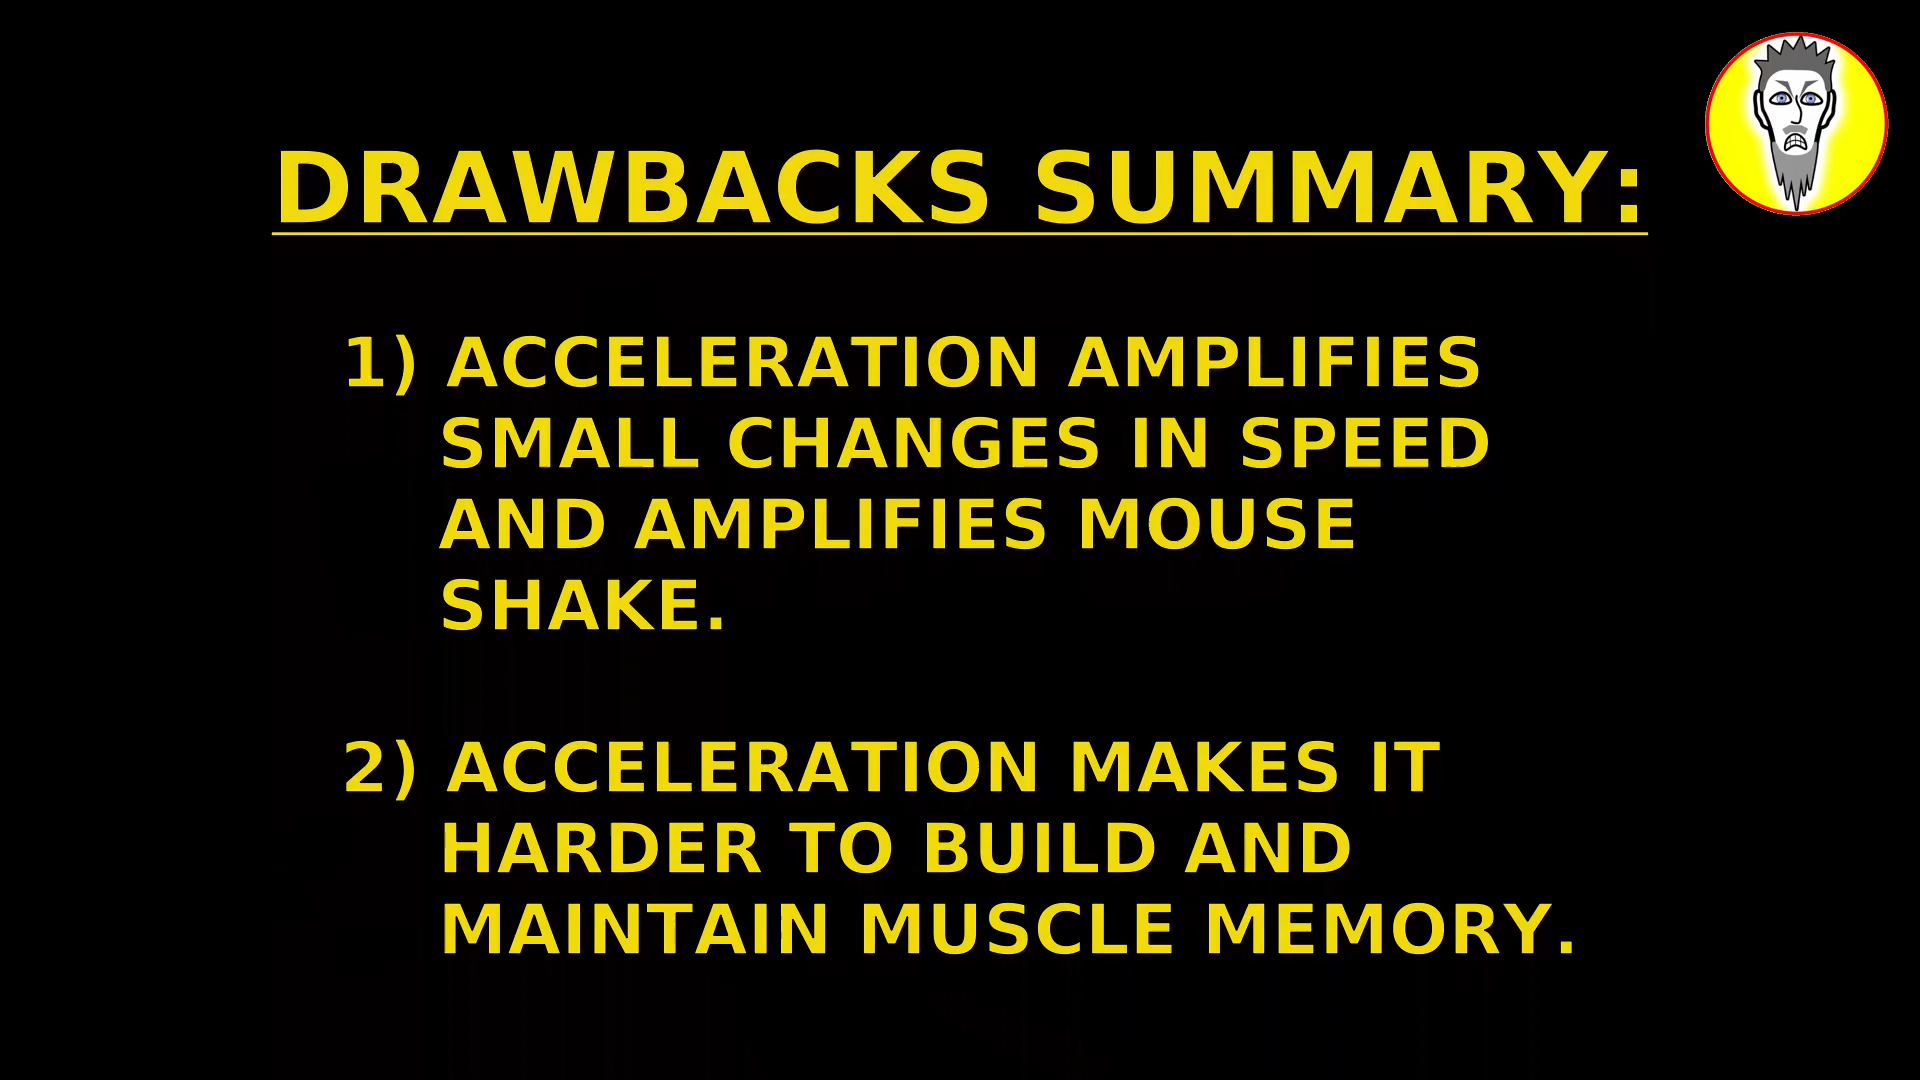 DRAWBACKS SUMMARY:
1) ACCELERATION AMPLIFIES
SMALL CHANGES IN SPEED
AND AMPLIFIES MOUSE
SHAKE.
2) ACCELERATION MAKES IT
HARDER TO BUILD AND
MAINTAIN MUSCLE MEMORY.